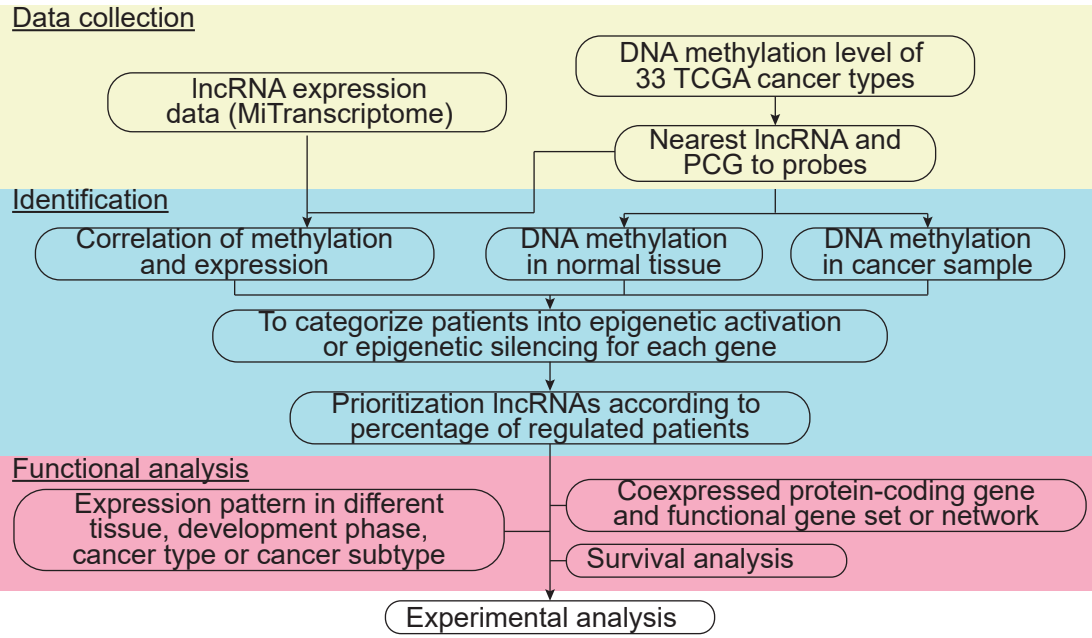 Data collection
DNA methylation level of
33 TCGA cancer types
lncRNA expression
data (MiTranscriptome)
Nearest lncRNA and
PCG to probes
Identification
Correlation of methylation
and expression
DNA methylation
in normal tissue
DNA methylation
in cancer sample
To categorize patients into epigenetic activation
or epigenetic silencing for each gene
Prioritization lncRNAs according to
percentage of regulated patients
Functional analysis
Expression pattern in different
tissue, development phase,
cancer type or cancer subtype
Coexpressed protein-coding gene
and functional gene set or network
Survival analysis
Experimental analysis